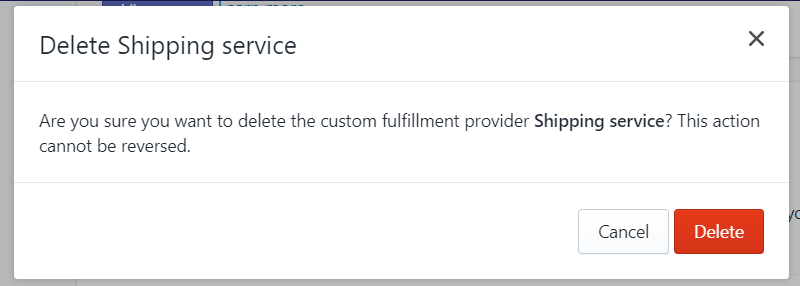 Delete Shipping service
Are you sure you want to delete the custom fulfillment provider Shipping service? This action
cannot be reversed.
Cancel
Delete